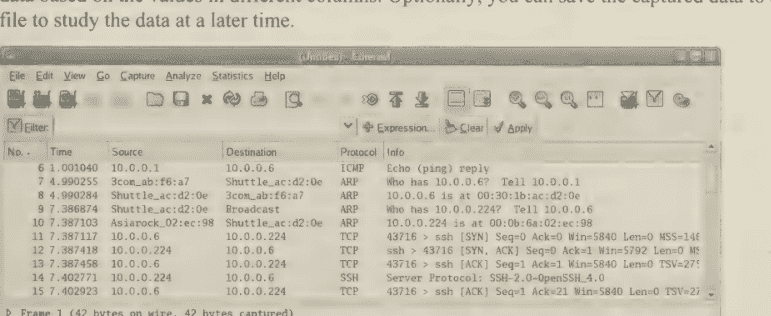 data based on the values in different columns. Optionally, you can save the captured data to
file to study the data at a later time.
(Untitled) - Ethereal
File Edit View Go Capture Analyze Statistics Help
Filter: Expression... Clear Apply
No. . Time Source Destination Protocol Info
6 1.001040 10.0.0.1 10.0.0.6 ICMP Echo (ping) reply
7 4.990255 3com_ab:f6:a7 Shuttle_ac:d2:0e ARP Who has 10.0.0.6? Tell 10.0.0.1
8 4.990284 Shuttle_ac:d2:0e 3com_ab:f6:a7 ARP 10.0.0.6 is at 00:30:1b:ac:d2:0e
9 7.386874 Shuttle_ac:d2:0e Broadcast ARP Who has 10.0.0.224? Tell 10.0.0.6
10 7.387103 Asiarock_02:ec:98 Shuttle_ac:d2:0e ARP 10.0.0.224 is at 00:0b:6a:02:ec:98
11 7.387117 10.0.0.6 10.0.0.224 TCP 43716 > ssh [SYN] Seq=0 Ack=0 Win=5840 Len=0 MSS=146
12 7.387418 10.0.0.224 10.0.0.6 TCP ssh > 43716 [SYN, ACK] Seq=0 Ack=1 Win=5792 Len=0 MS
13 7.387458 10.0.0.6 10.0.0.224 TCP 43716 > ssh [ACK] Seq=1 Ack=1 Win=5840 Len=0 TSV=275
14 7.402771 10.0.0.224 10.0.0.6 SSH Server Protocol: SSH-2.0-OpenSSH_4.0
15 7.402923 10.0.0.6 10.0.0.224 TCP 43716 > ssh [ACK] Seq=1 Ack=21 Win=5840 Len=0 TSV=27
Frame 1 (42 bytes on wire, 42 bytes captured)